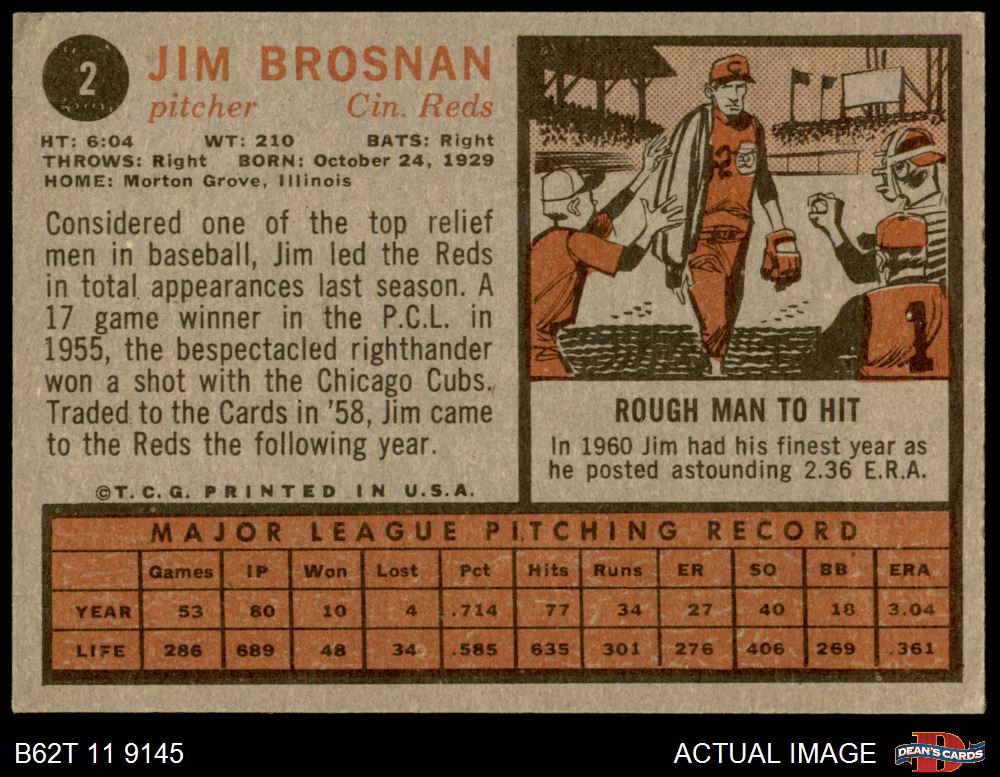 2
JIM BROSNAN
pitcher Cin. Reds
HT: 6:04 WT: 210 BATS: Right
THROWS: Right BORN: October 24, 1929
HOME: Morton Grove, Illinois
Considered one of the top relief
men in baseball, Jim led the Reds
in total appearances last season. A
17 game winner in the P.C.L. in
1955, the bespectacled righthander
won a shot with the Chicago Cubs.
Traded to the Cards in '58, Jim came
to the Reds the following year.
©T.C.G. PRINTED IN U.S.A.
C
1
ROUGH MAN TO HIT
In 1960 Jim had his finest year as
he posted astounding 2.36 E.R.A.
MAJOR LEAGUE PITCHING RECORD
Games IP Won Lost Pct Hits Runs ER SO BB ERA
YEAR 53 80 10 4 .714 77 34 27 40 18 3.04
LIFE 286 689 48 34 .585 635 301 276 406 269 .361
B62T 11 9145
ACTUAL IMAGE
D
DEAN'S CARDS